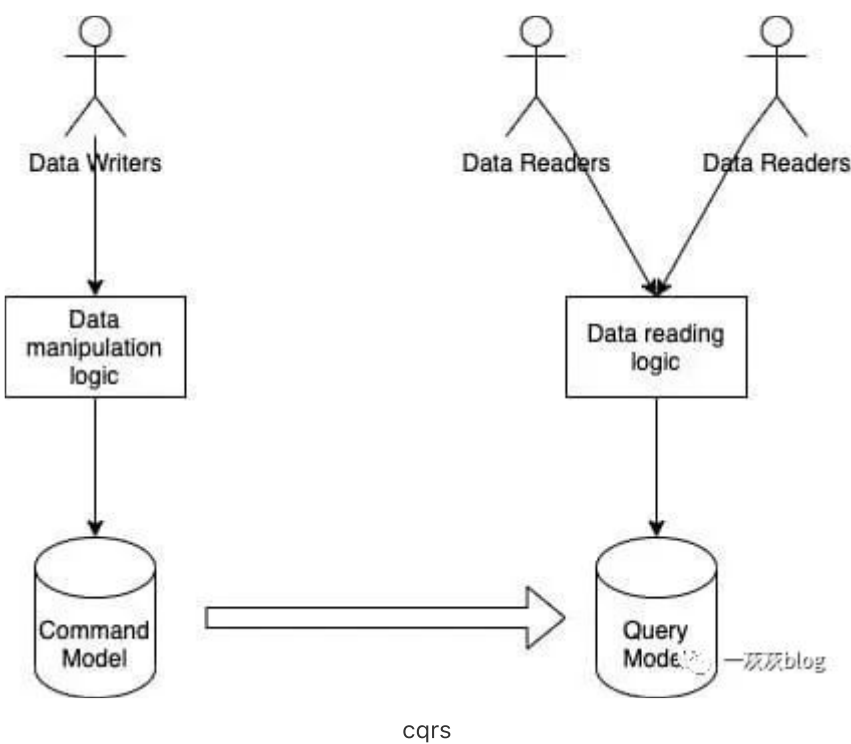 Data Writers
Data Readers
Data Readers
Data
manipulation
logic
Data reading
logic
Command
Model
Query
Model
一灰灰blog
cqrs